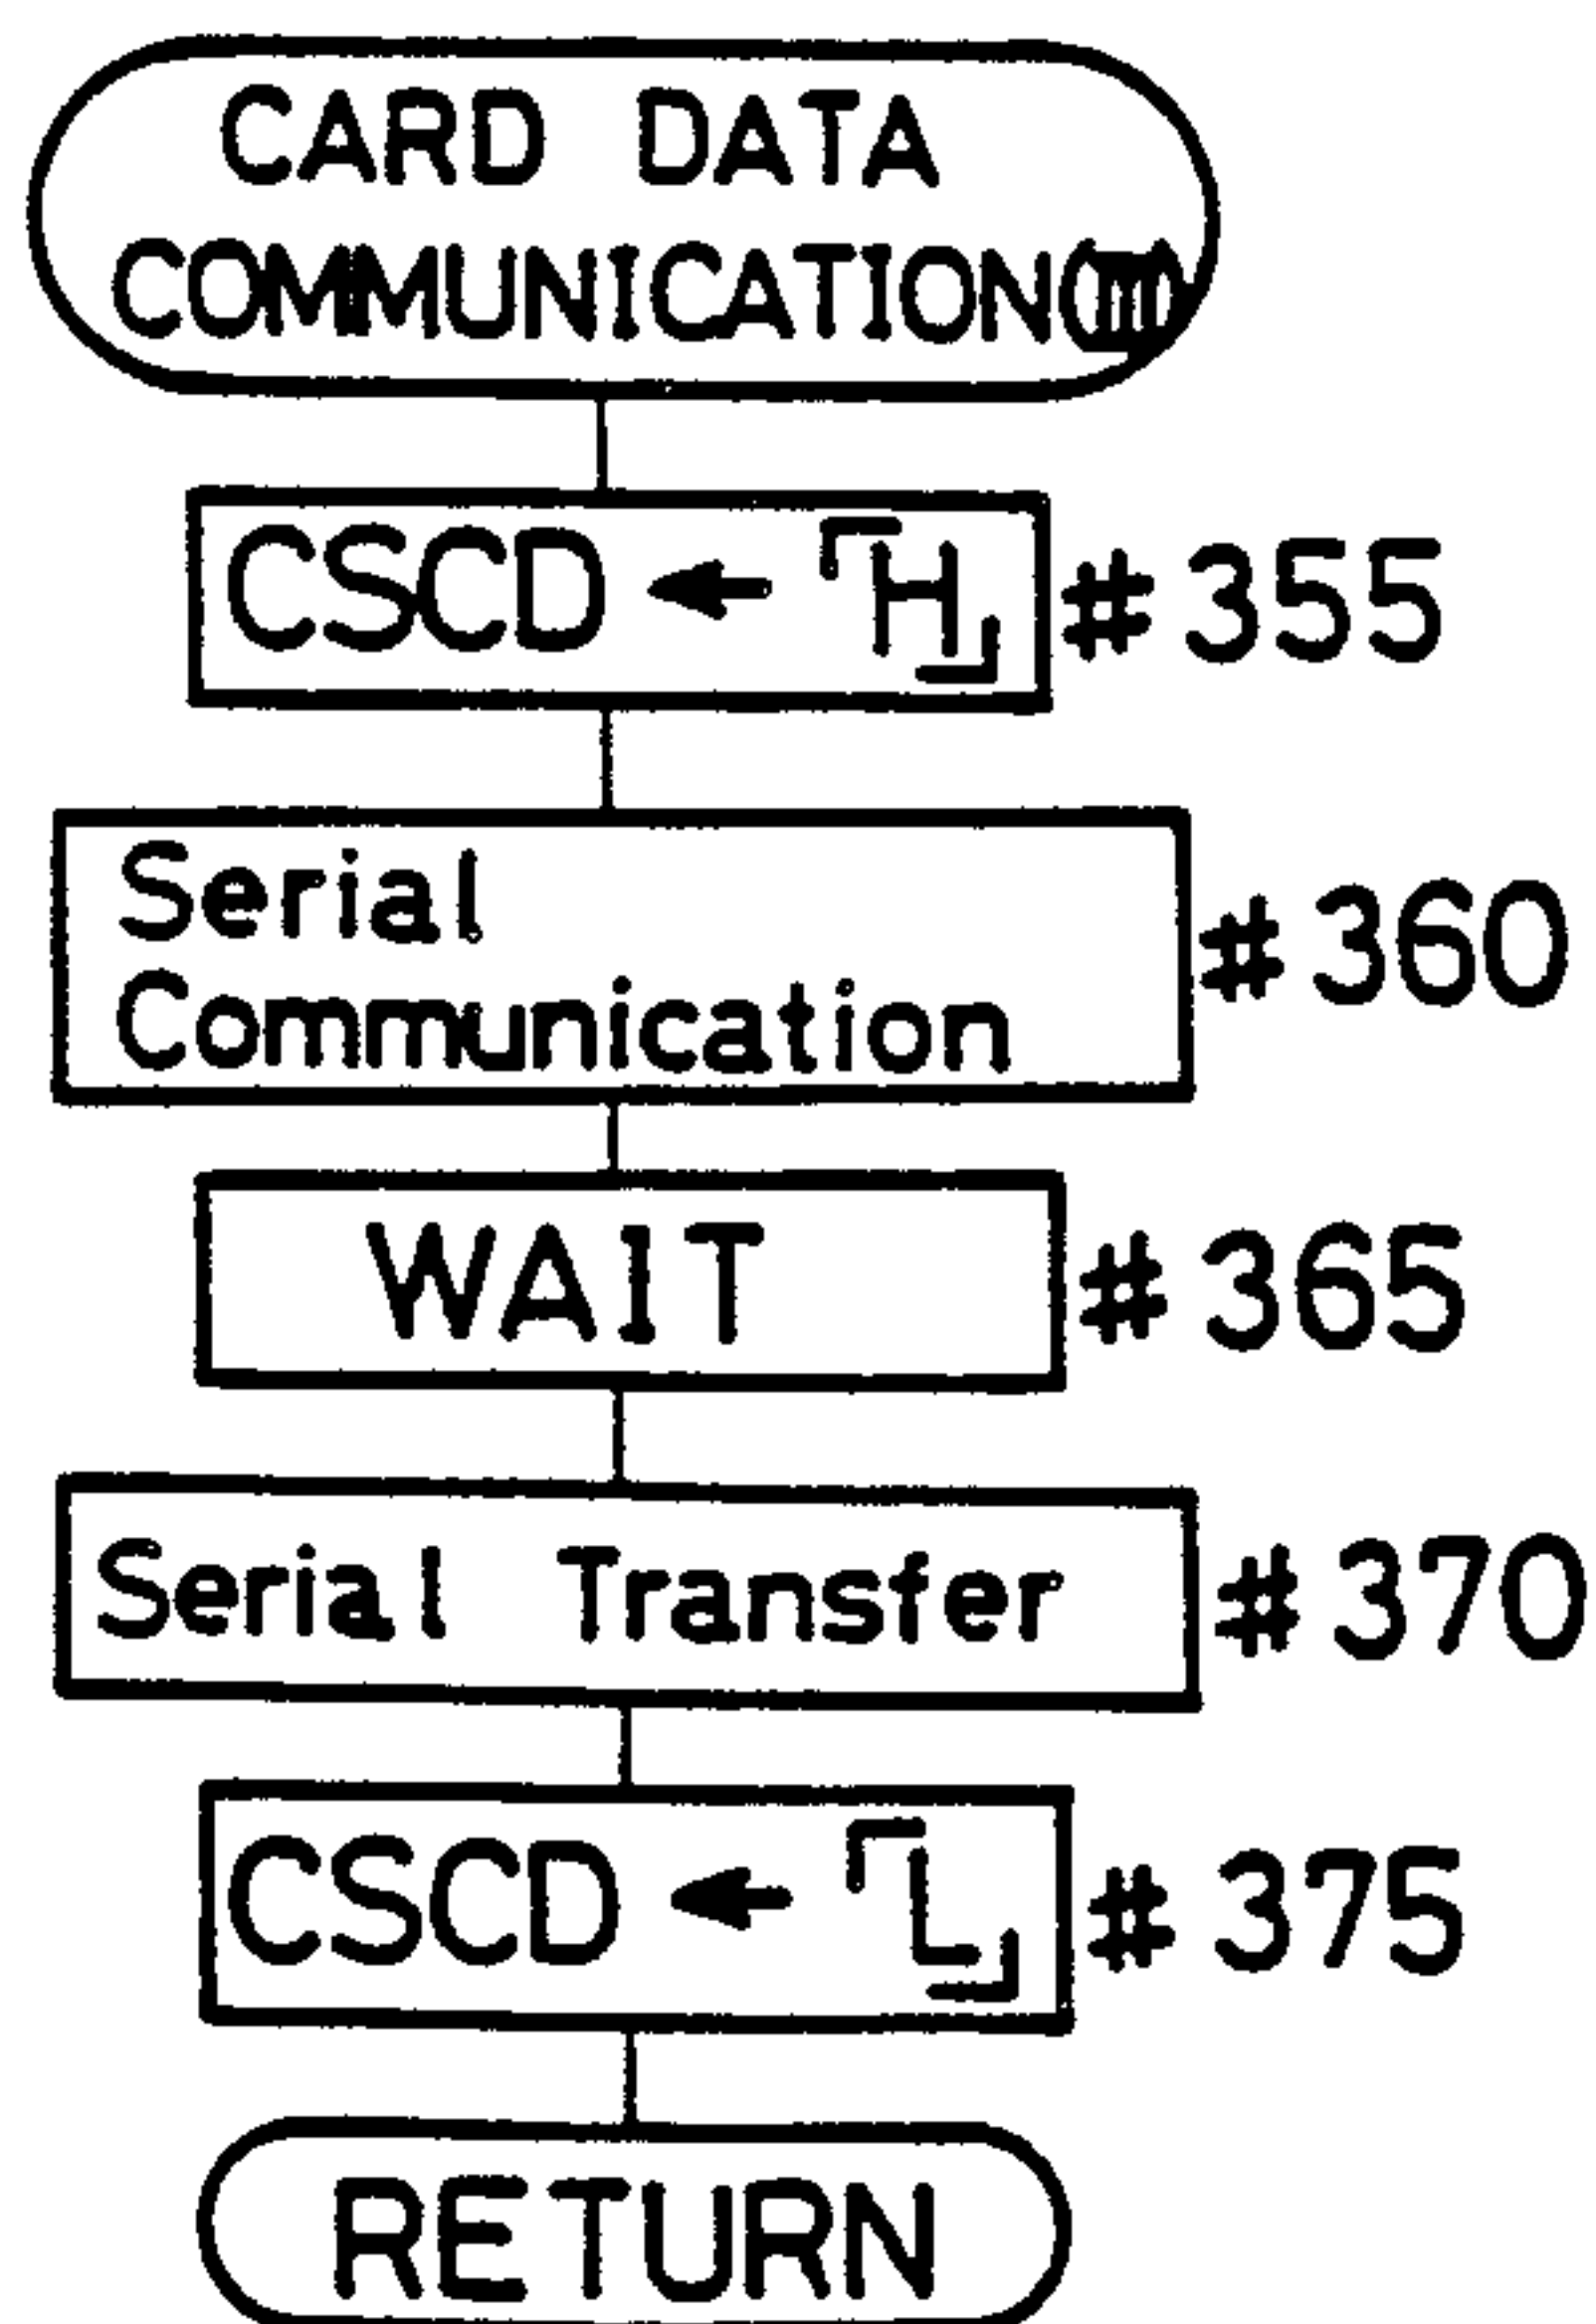 CARD DATA
COMMUNICATION(III)
CSCD ← 「H」 #355
Serial
Communication
#360
WAIT #365
Serial Transfer #370
CSCD ← 「L」 #375
RETURN